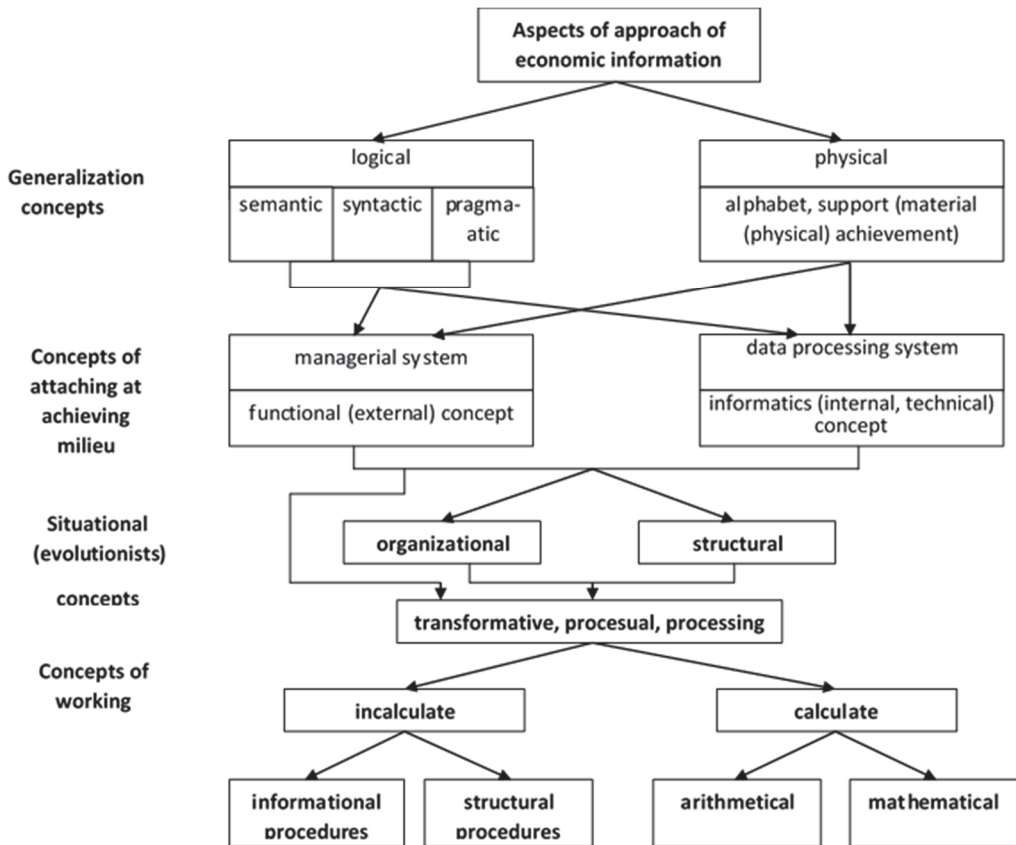 Aspects of approach of
economic information
Generalization
concepts
logical
semantic
syntactic
pragma-
atic
physical
alphabet, support (material
(physical) achievement)
Concepts of
attaching at
achieving
milieu
managerial system
functional (external) concept
data processing system
informatics (internal, technical)
concept
Situational
(evolutionists)
concepts
organizational
structural
transformative, procesual, processing
Concepts of
working
incalculate
calculate
informational
procedures
structural
procedures
arithmetical
mathematical